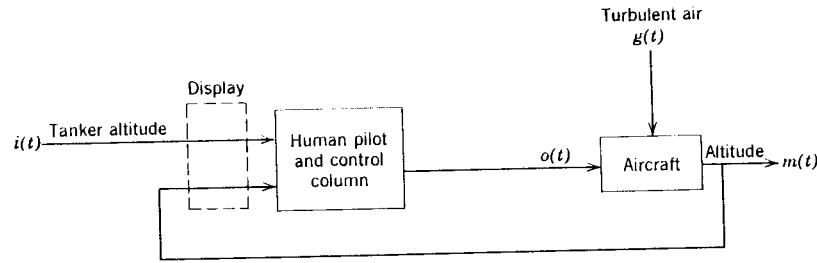 Turbulent air
g(t)
Display
i(t) Tanker altitude
Human pilot
and control
column
o(t)
Aircraft
Altitude
m(t)